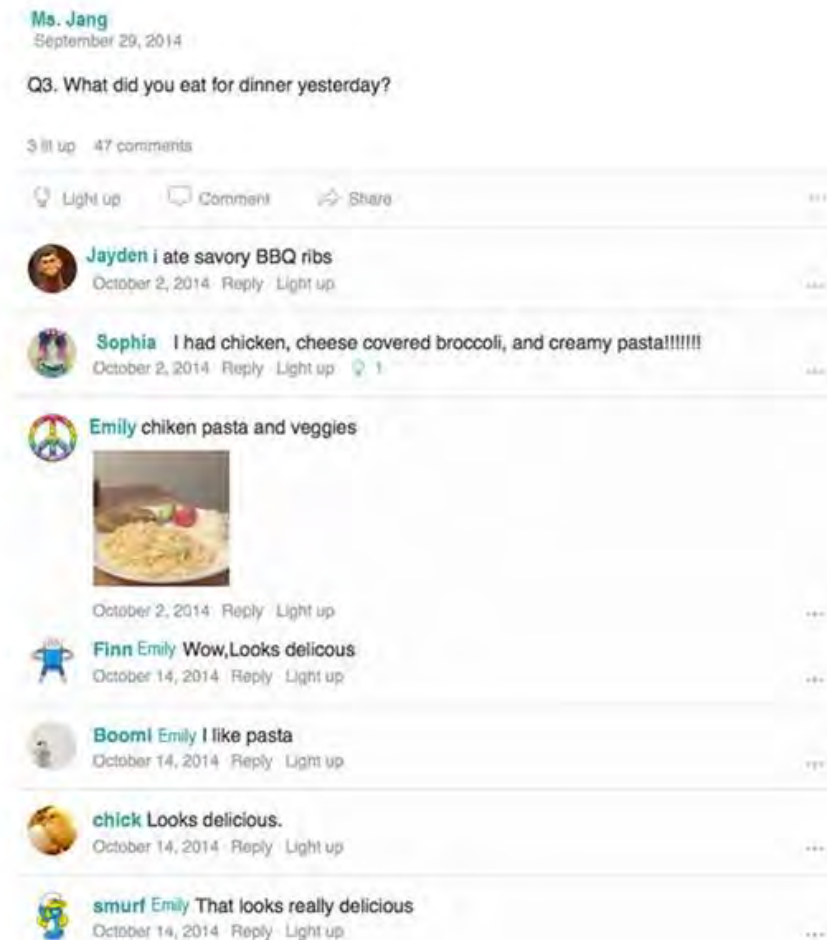 Ms. Jang
September 29, 2014
Q3. What did you eat for dinner yesterday?
3 lit up 47 comments
Light up Comment Share
Jayden i ate savory BBQ ribs
October 2, 2014 Reply Light up
Sophia I had chicken, cheese covered broccoli, and creamy pasta!!!!!!!
October 2, 2014 Reply Light up 1
Emily chiken pasta and veggies
October 2, 2014 Reply Light up
Finn Emily Wow,Looks delicous
October 14, 2014 Reply Light up
Boomi Emily I like pasta
October 14, 2014 Reply Light up
chick Looks delicious.
October 14, 2014 Reply Light up
smurf Emily That looks really delicious
October 14, 2014 Reply Light up